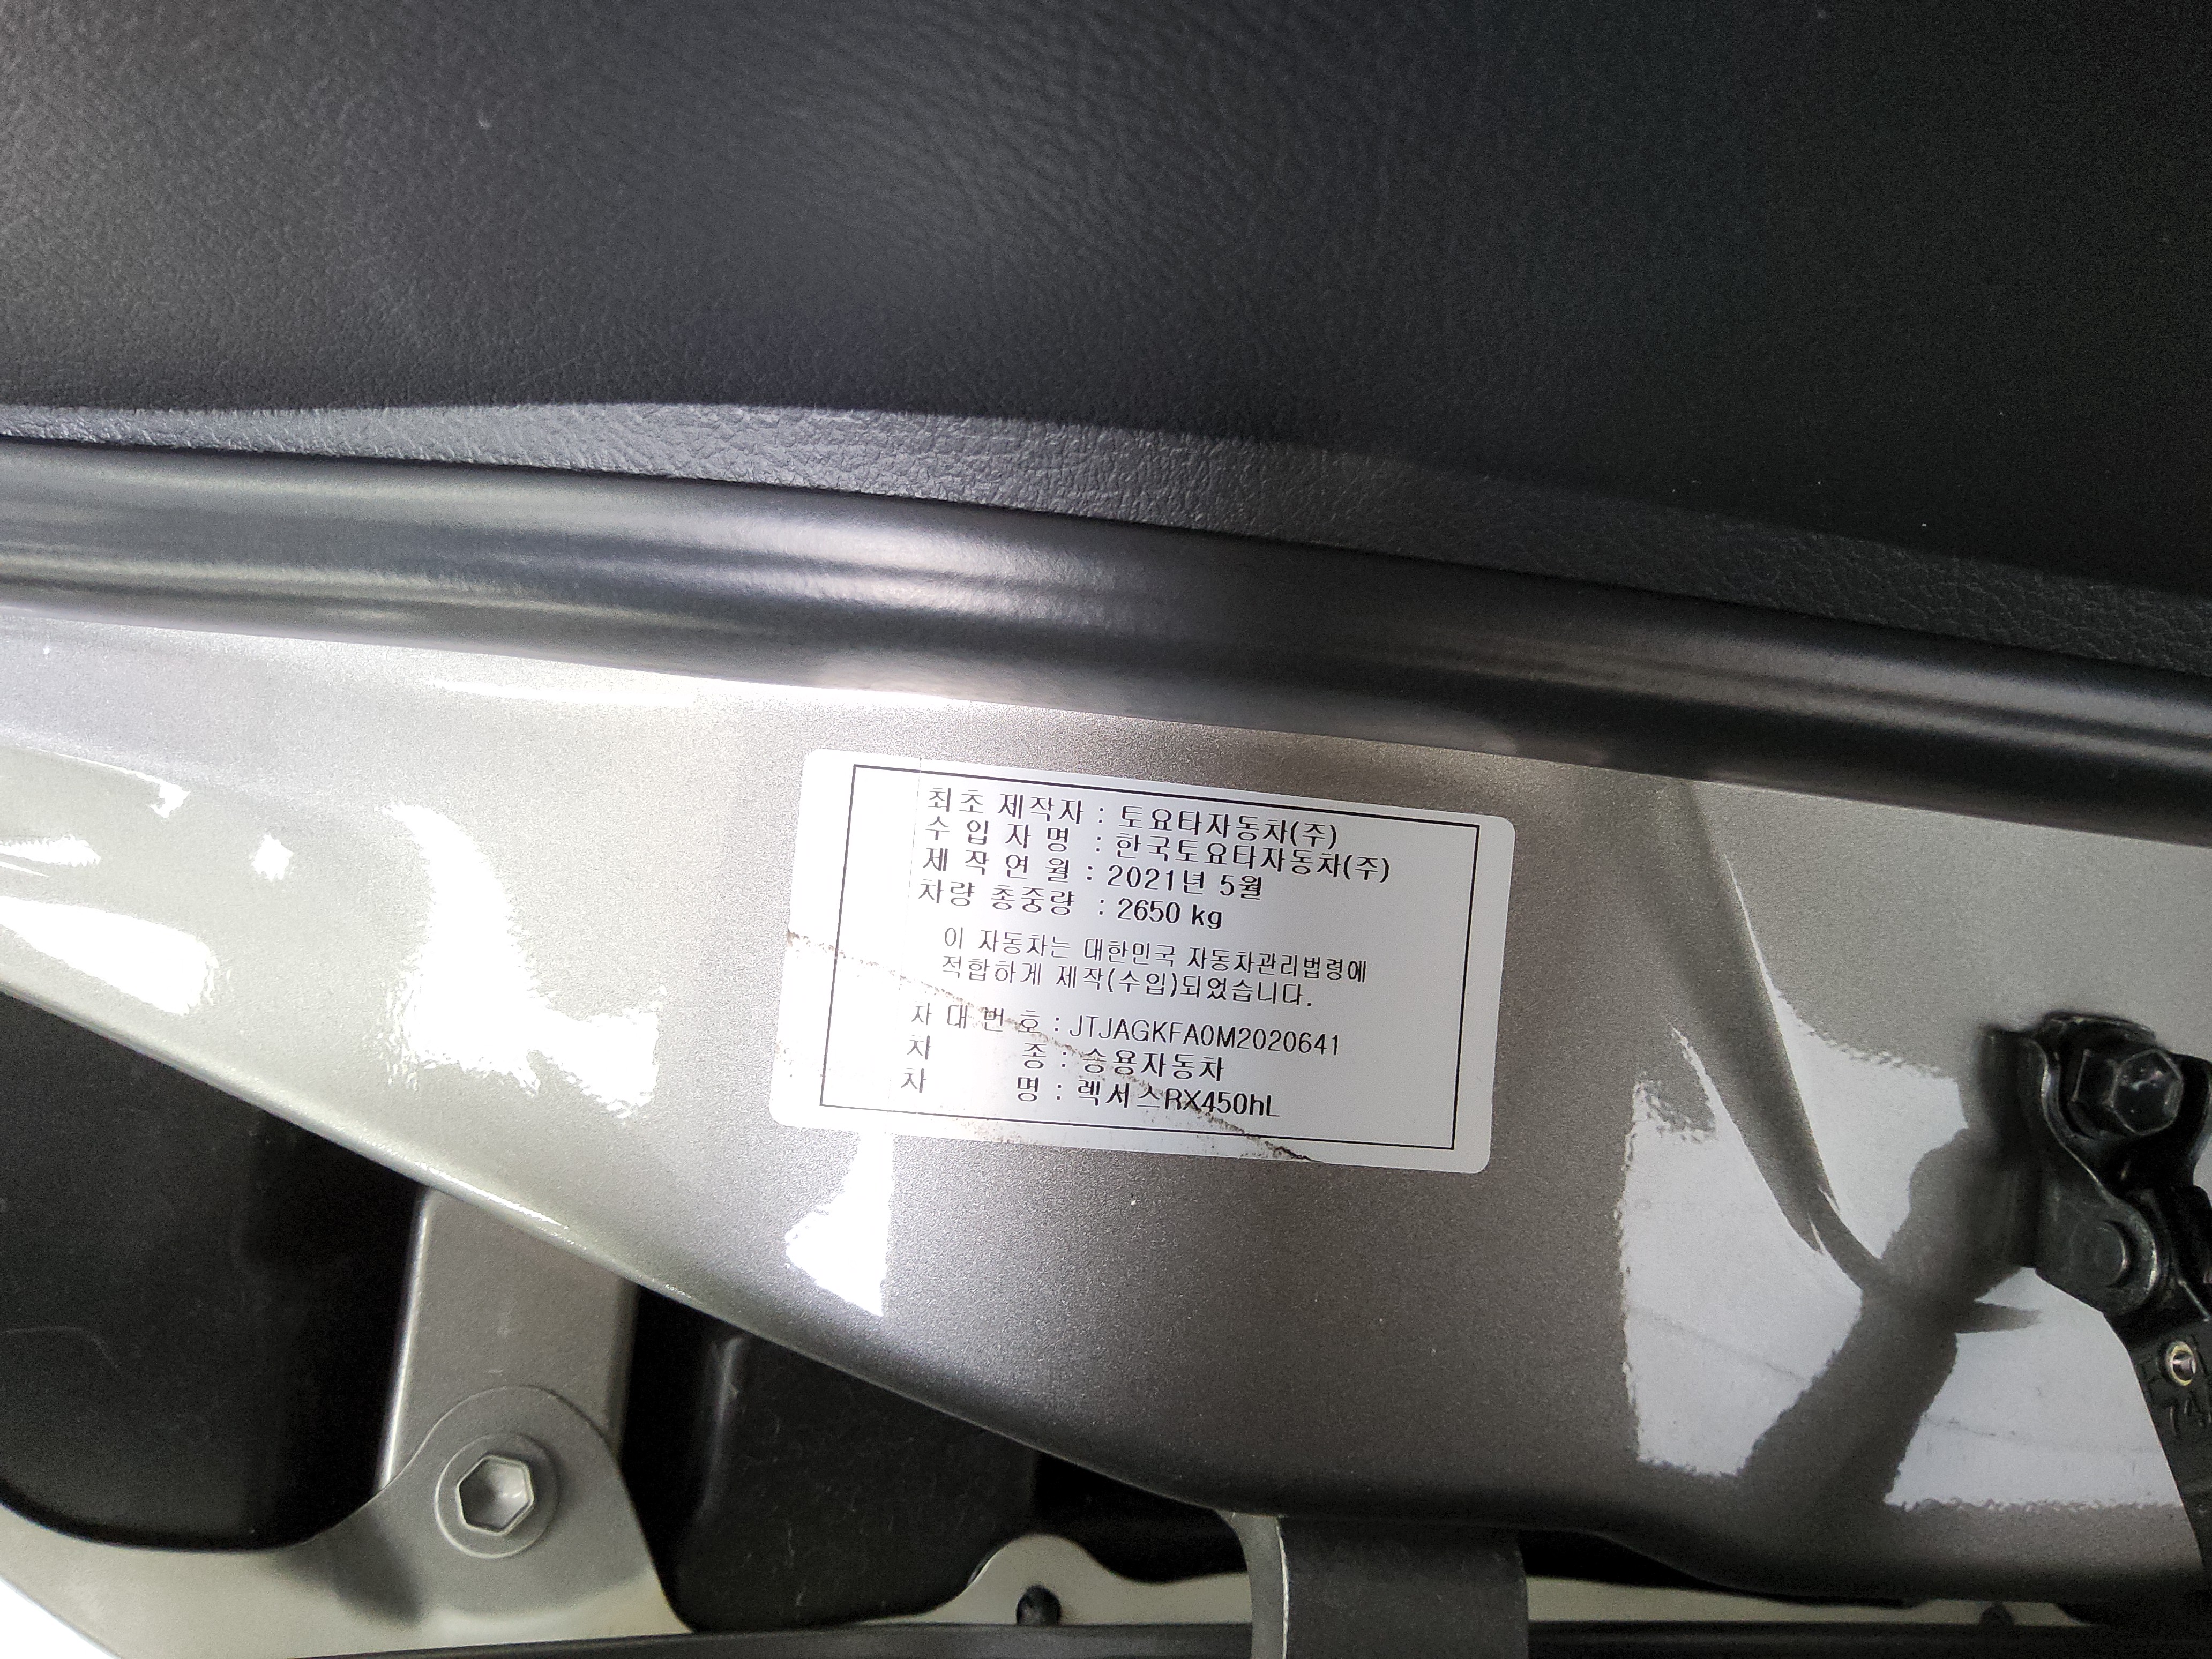 최초 제작자 : 토요타자동차(주)
수 입 자 명 : 한국토요타자동차(주)
제 작 연 월 : 2021년 5월
차량 총중량 : 2650 kg
이 자동차는 대한민국 자동차관리법령에
적합하게 제작(수입)되었습니다.
차 대 번 호 : JTJAGKFA0M2020641
차 종 : 승용자동차
차 명 : 렉서스RX450hL